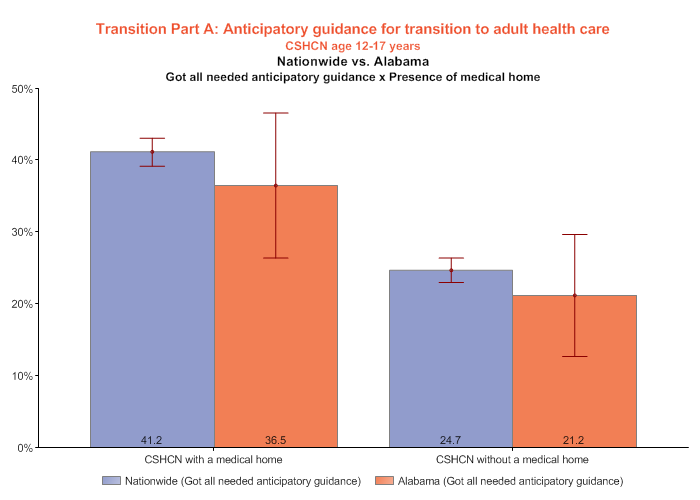 Transition Part A: Anticipatory guidance for transition to adult health care
CSHCN age 12-17 years
Nationwide vs. Alabama
Got all needed anticipatory guidance x Presence of medical home
50%
40%
30%
20%
10%
0%
41.2
36.5
24.7
21.2
CSHCN with a medical home
CSHCN without a medical home
Nationwide (Got all needed anticipatory guidance)
Alabama (Got all needed anticipatory guidance)